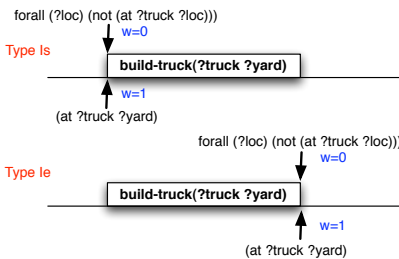 forall (?loc) (not (at ?truck ?loc)))
Type Is
w=0
build-truck(?truck ?yard)
w=1
(at ?truck ?yard)
forall (?loc) (not (at ?truck ?loc)))
w=0
Type Ie
build-truck(?truck ?yard)
w=1
(at ?truck ?yard)